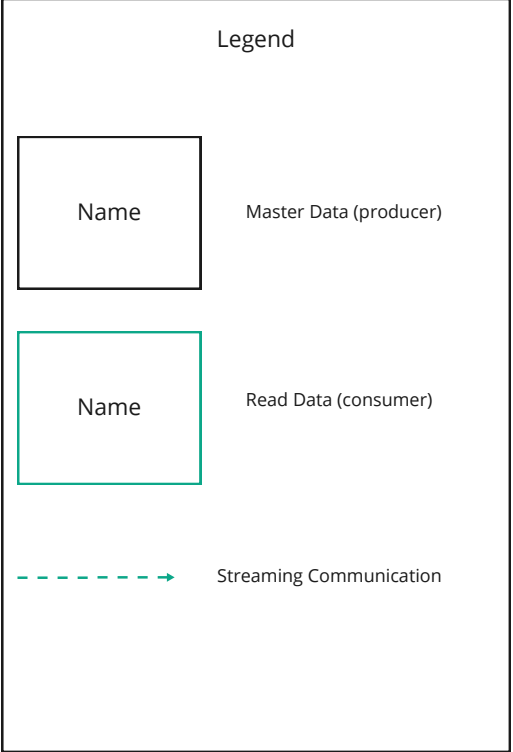 Legend
Name
Master Data (producer)
Name
Read Data (consumer)
Streaming Communication